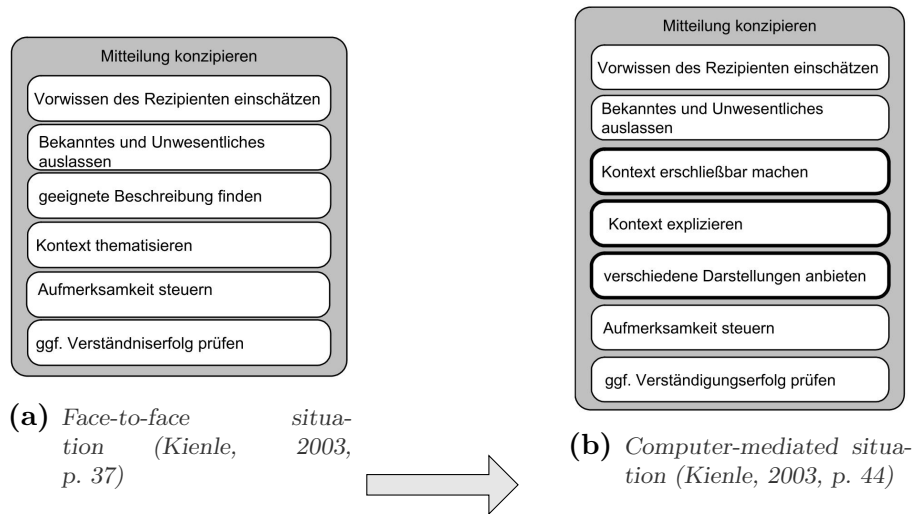 Mitteilung konzipieren
Vorwissen des Rezipienten einschätzen
Bekanntes und Unwesentliches
auslassen
geeignete Beschreibung finden
Kontext thematisieren
Aufmerksamkeit steuern
ggf. Verständniserfolg prüfen
(a) Face-to-face situa-
tion (Kienle, 2003,
p. 37)
Mitteilung konzipieren
Vorwissen des Rezipienten einschätzen
Bekanntes und Unwesentliches
auslassen
Kontext erschließbar machen
Kontext explizieren
verschiedene Darstellungen anbieten
Aufmerksamkeit steuern
ggf. Verständigungserfolg prüfen
(b) Computer-mediated situa-
tion (Kienle, 2003, p. 44)